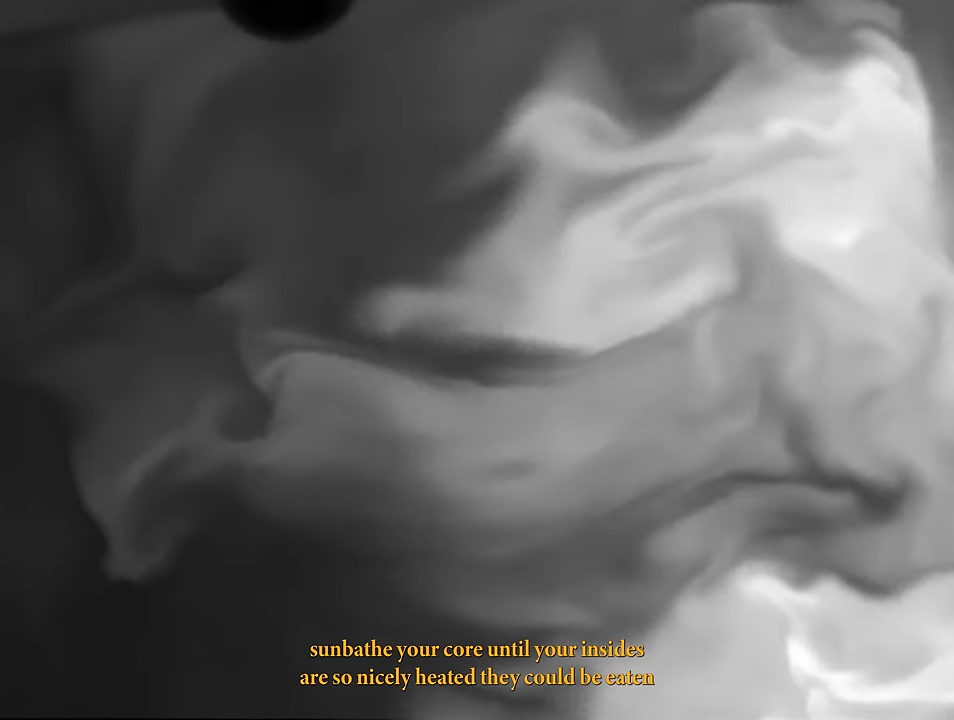 sunbathe your core until your insides
are so nicely heated they could be eaten